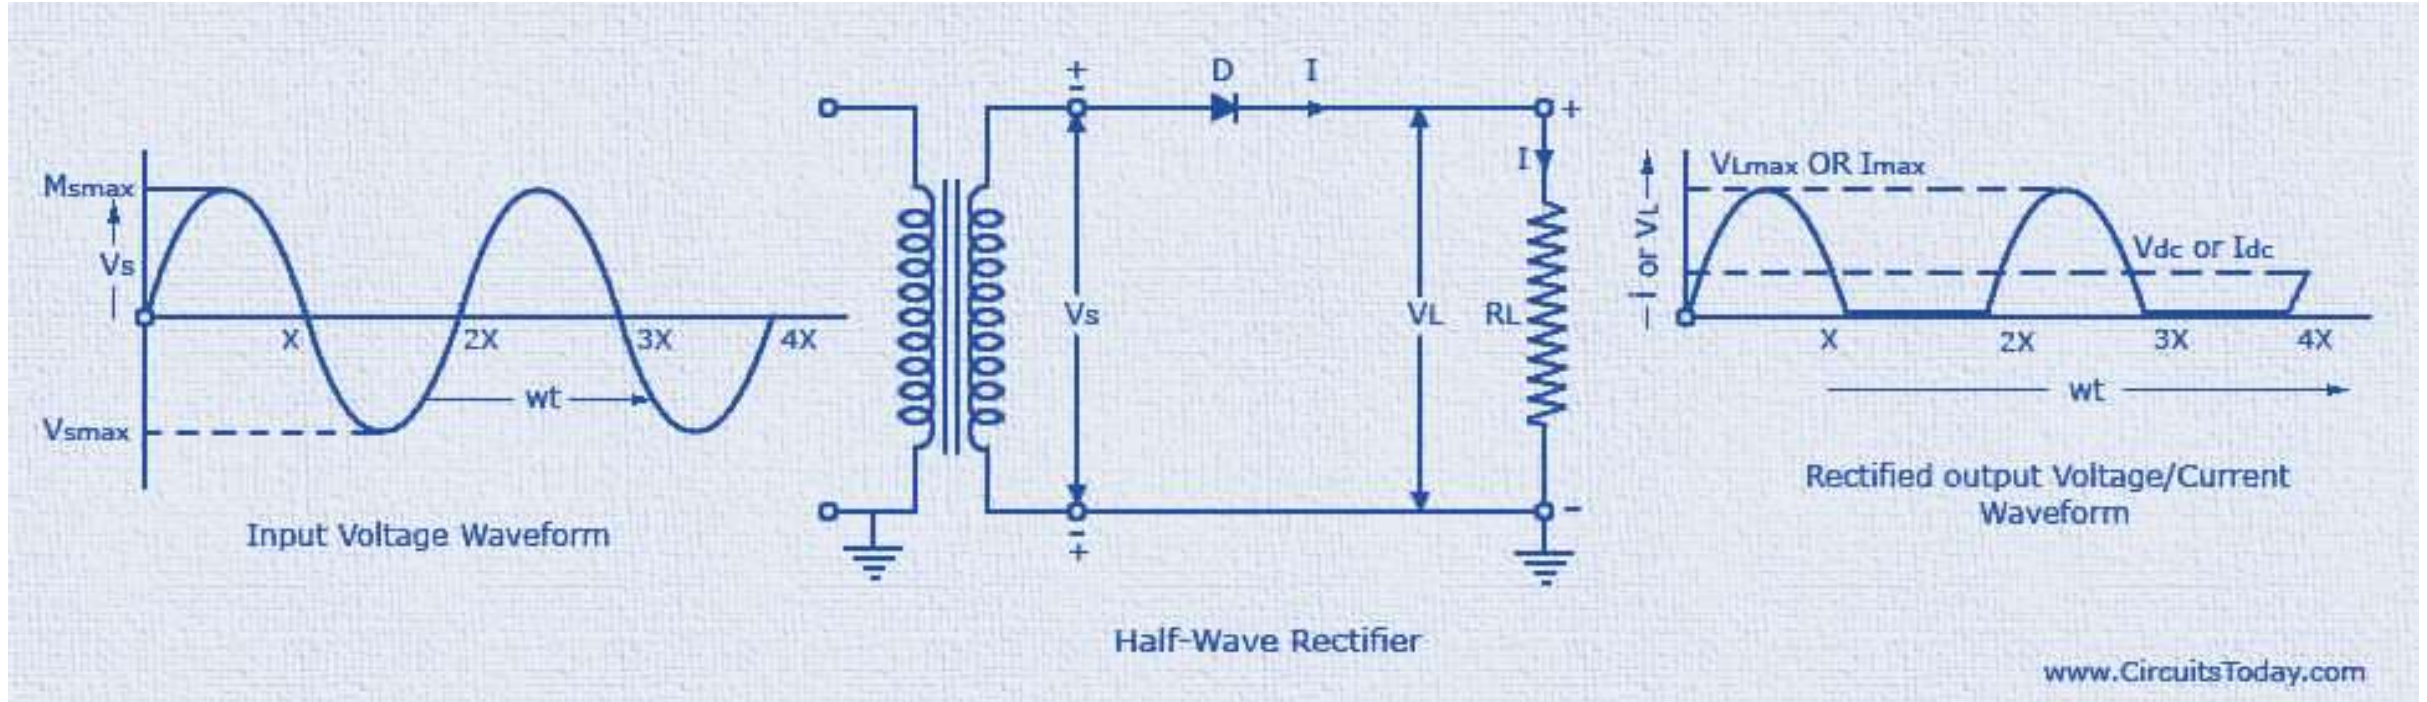 Msmax
Vs
Vsmax
X
2X
3X
4X
wt
Input Voltage Waveform
+
-
D
I
+
I
Vs
VL
RL
-
-
+
Half-Wave Rectifier
I or VL
VLmax OR Imax
Vdc or Idc
X
2X
3X
4X
wt
Rectified output Voltage/Current
Waveform
www.CircuitsToday.com